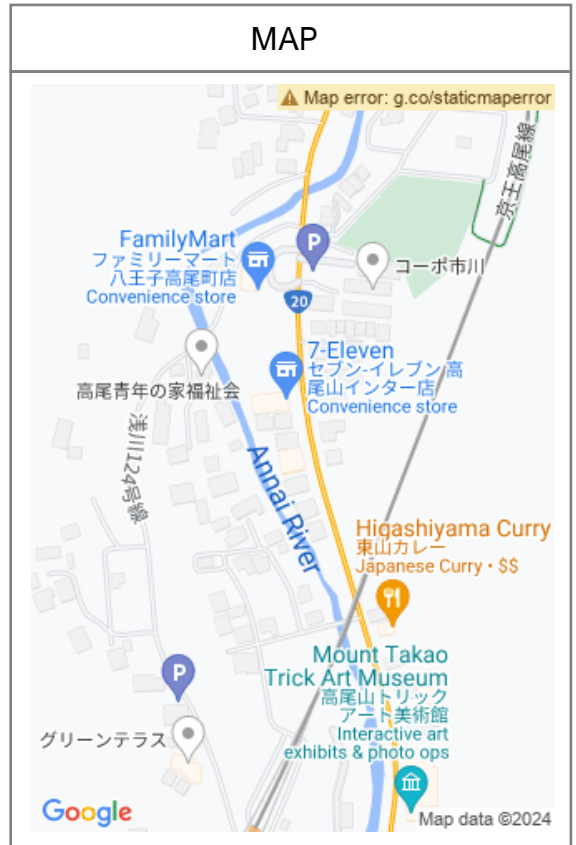 MAP
Map error: g.co/staticmaperror
京王高尾線
P
FamilyMart
ファミリーマート
八王子高尾町店
Convenience store
コーポ市川
20
7-Eleven
セブン-イレブン 高
尾山インター店
Convenience store
高尾青年の家福祉会
浅川124号線
Annai River
Higashiyama Curry
東山カレー
Japanese Curry • $$
Mount Takao
Trick Art Museum
高尾山トリック
アート美術館
Interactive art
exhibits & photo ops
P
グリーンテラス
Google
Map data ©2024